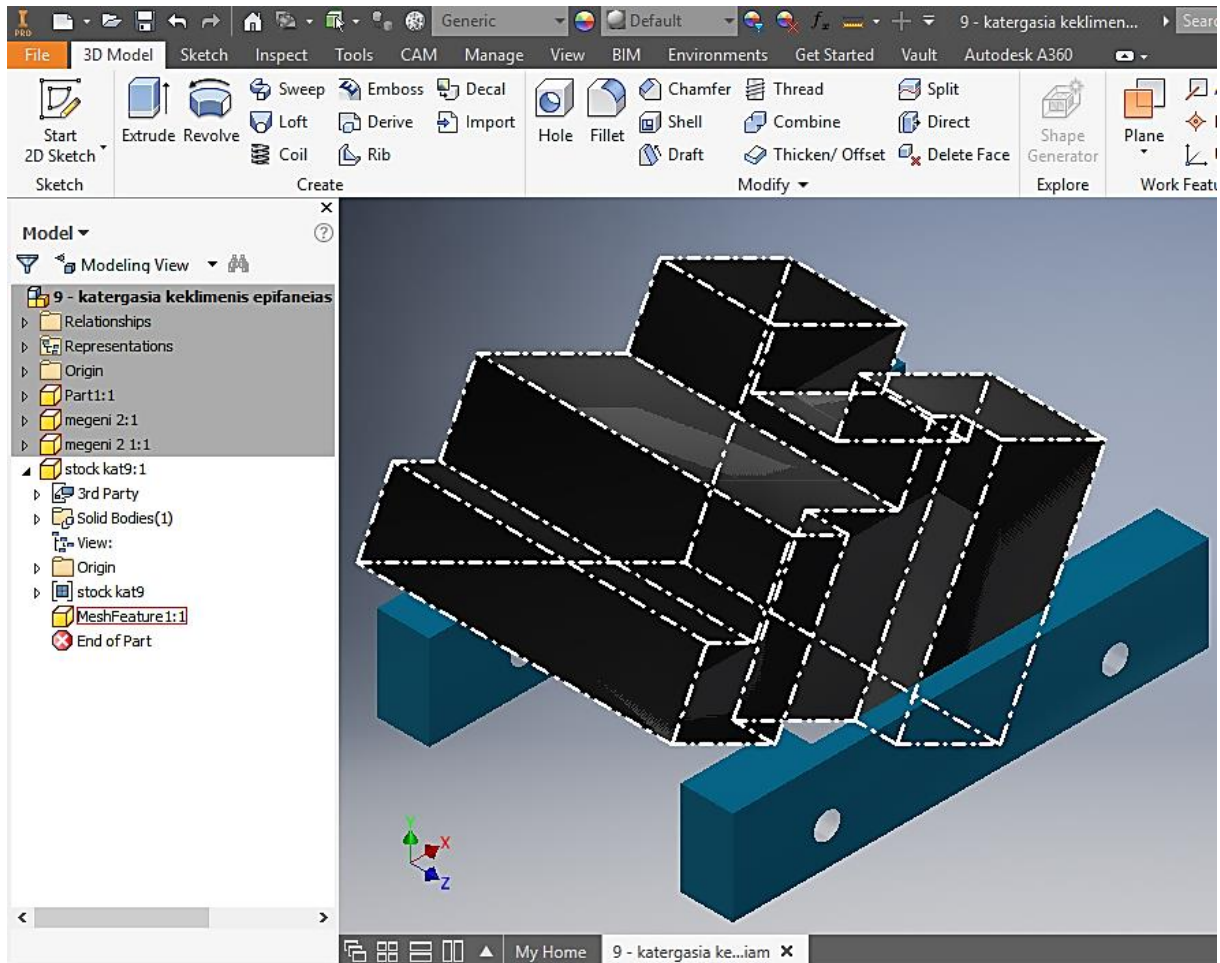 PRO
Generic
Default
9 - katergasia keklimen...
Searc
File 3D Model Sketch Inspect Tools CAM Manage View BIM Environments Get Started Vault Autodesk A360
Start
2D Sketch
Extrude Revolve
Sweep Emboss Decal
Loft Derive Import
Coil Rib
Hole Fillet
Chamfer Thread Split
Shell Combine Direct
Draft Thicken/ Offset Delete Face
Shape
Generator
Plane
Sketch Create Modify Explore Work Featu
Model
Modeling View
9 - katergasia keklimenis epifaneias
Relationships
Representations
Origin
Part1:1
megeni 2:1
megeni 2 1:1
stock kat9:1
3rd Party
Solid Bodies(1)
View:
Origin
stock kat9
MeshFeature1:1
End of Part
Y
X
Z
My Home 9 - katergasia ke...iam